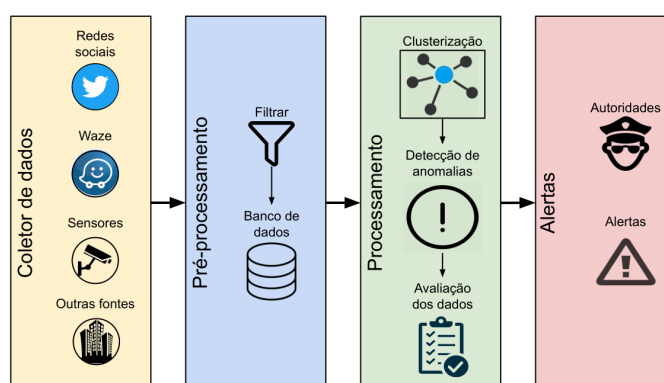 Coletor de dados
Redes
sociais
Waze
Sensores
Outras fontes
Pré-processamento
Filtrar
Banco de
dados
Processamento
Clusterização
Detecção de
anomalias
Avaliação
dos dados
Alertas
Autoridades
Alertas